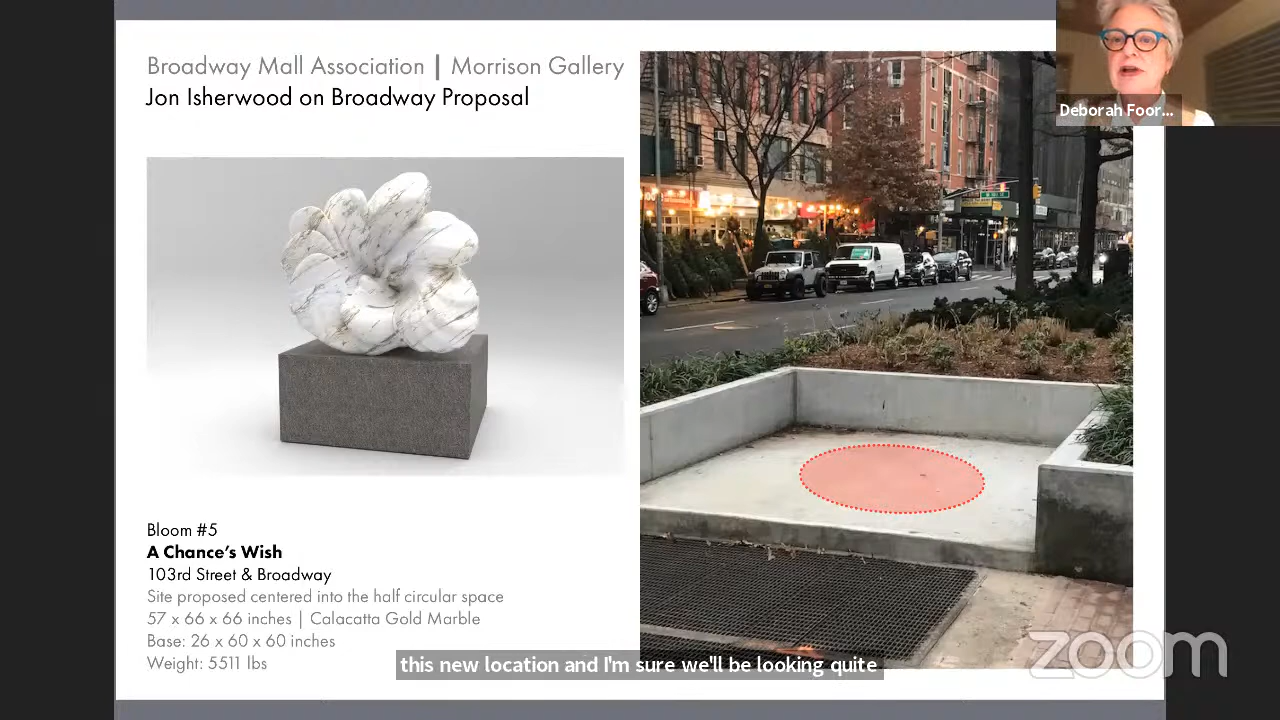 Broadway Mall Association | Morrison Gallery
Jon Isherwood on Broadway Proposal
Deborah Foor...
Bloom #5
A Chance's Wish
103rd Street & Broadway
Site proposed centered into the half circular space
57 x 66 x 66 inches | Calacatta Gold Marble
Base: 26 x 60 x 60 inches
Weight: 5511 lbs
this new location and I'm sure we'll be looking quite
zoom